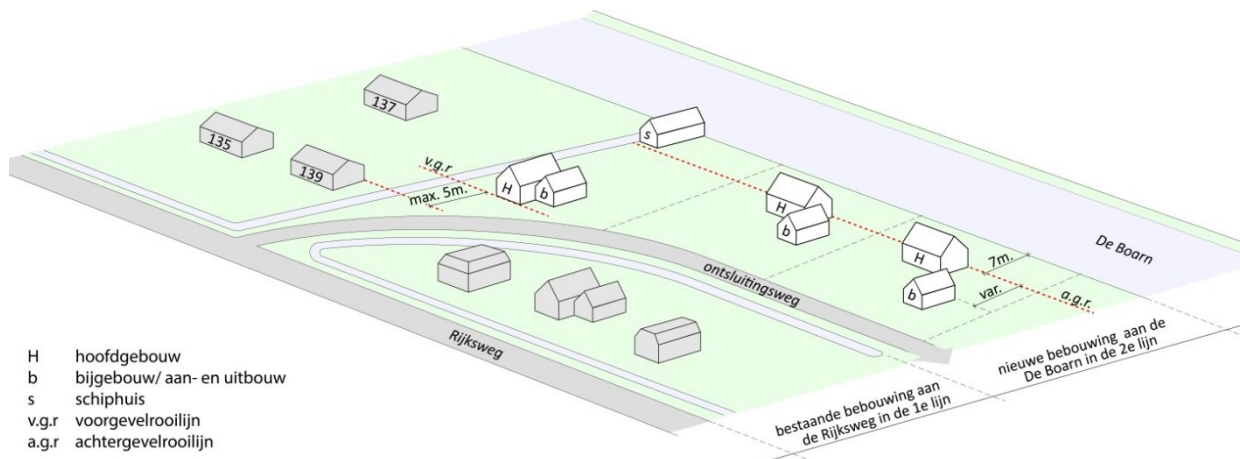 137
135
139
s
v.g.r
max. 5m.
H
b
H
b
H
b
7m.
var.
a.g.r.
De Boarn
ontsluitingsweg
Rijksweg
nieuwe bebouwing aan de
De Boarn in de 2e lijn
bestaande bebouwing aan
de Rijksweg in de 1e lijn
H hoofdgebouw
b bijgebouw/ aan- en uitbouw
s schiphuis
v.g.r voorgevelrooilijn
a.g.r achtergevelrooilijn